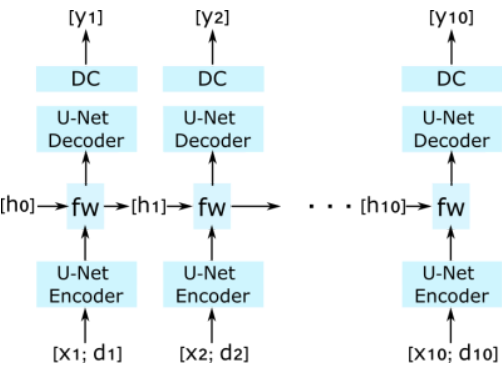 [y1] [y2] [y10]
DC DC DC
U-Net U-Net U-Net
Decoder Decoder Decoder
[h0] fw [h1] fw . . . [h10] fw
U-Net U-Net U-Net
Encoder Encoder Encoder
[x1; d1] [x2; d2] [x10; d10]